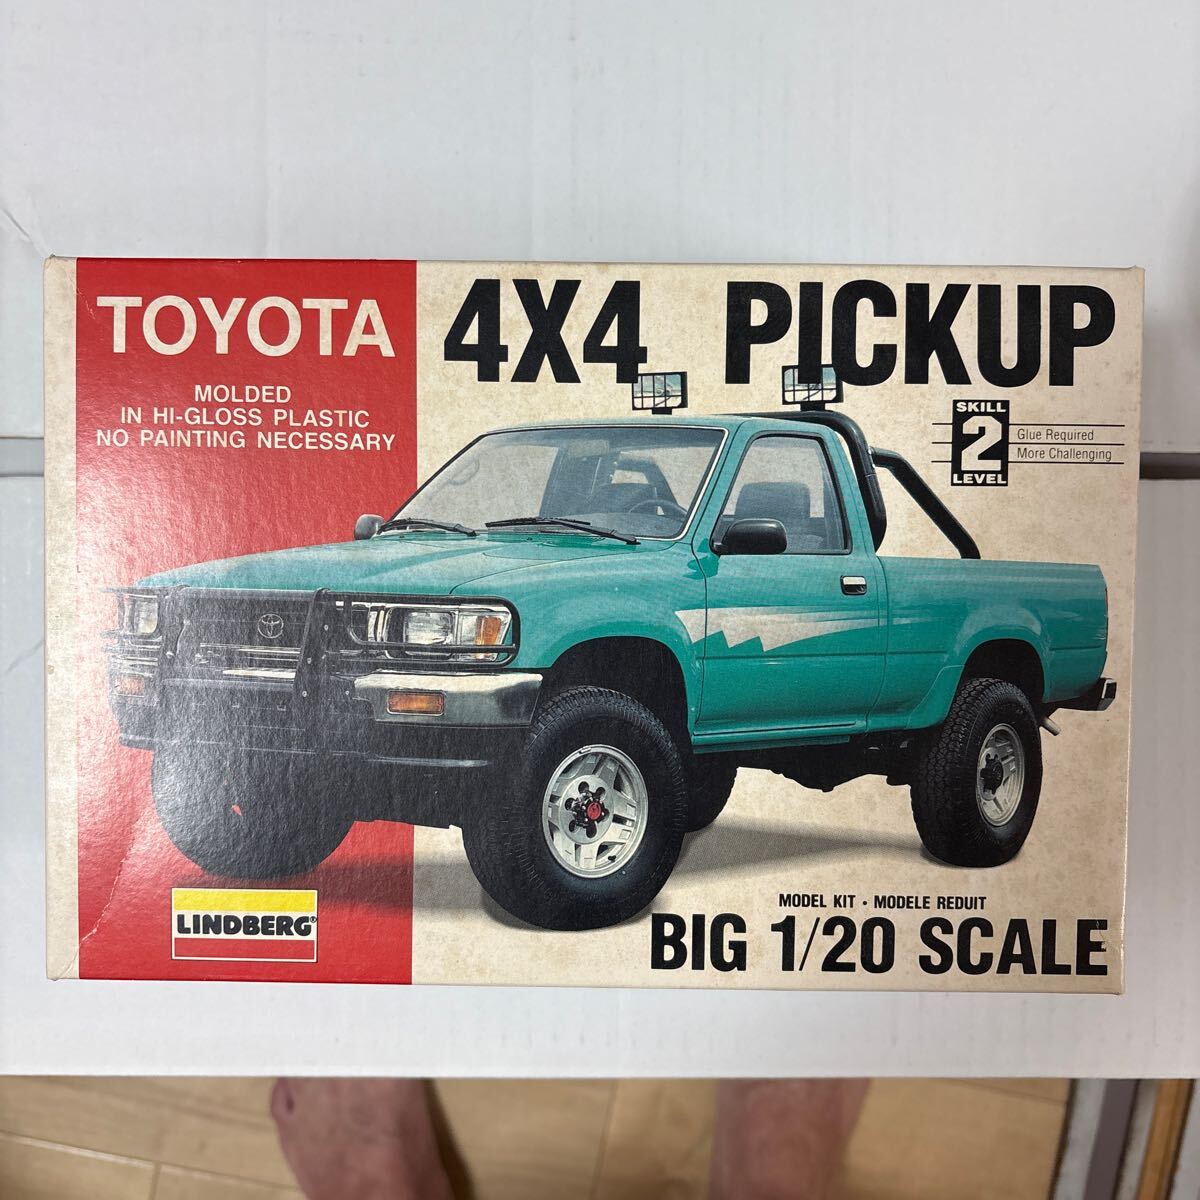 TOYOTA
MOLDED
IN HI-GLOSS PLASTIC
NO PAINTING NECESSARY
4X4 PICKUP
SKILL
2
LEVEL
Glue Required
More Challenging
LINDBERG®
MODEL KIT • MODELE REDUIT
BIG 1/20 SCALE